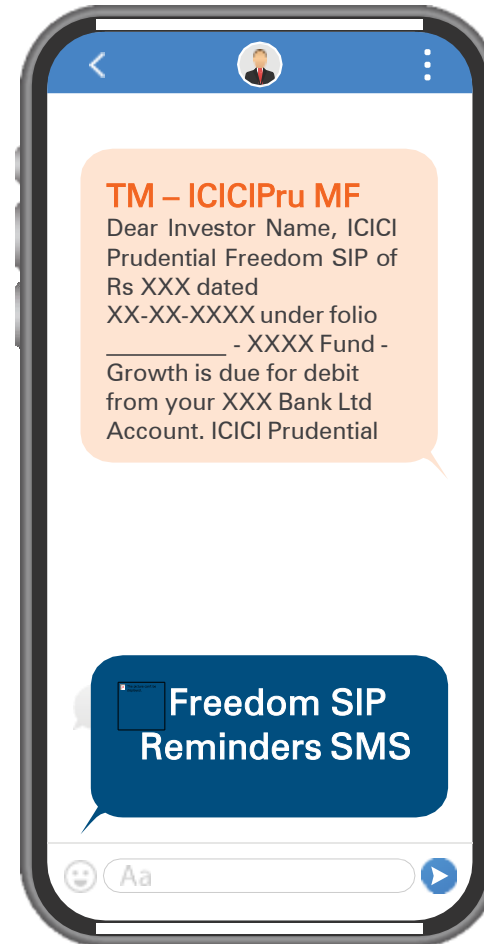 TM – ICICIPru MF
Dear Investor Name, ICICI
Prudential Freedom SIP of
Rs XXX dated
XX-XX-XXXX under folio
__________ - XXXX Fund -
Growth is due for debit
from your XXX Bank Ltd
Account. ICICI Prudential
Freedom SIP
Reminders SMS
Aa